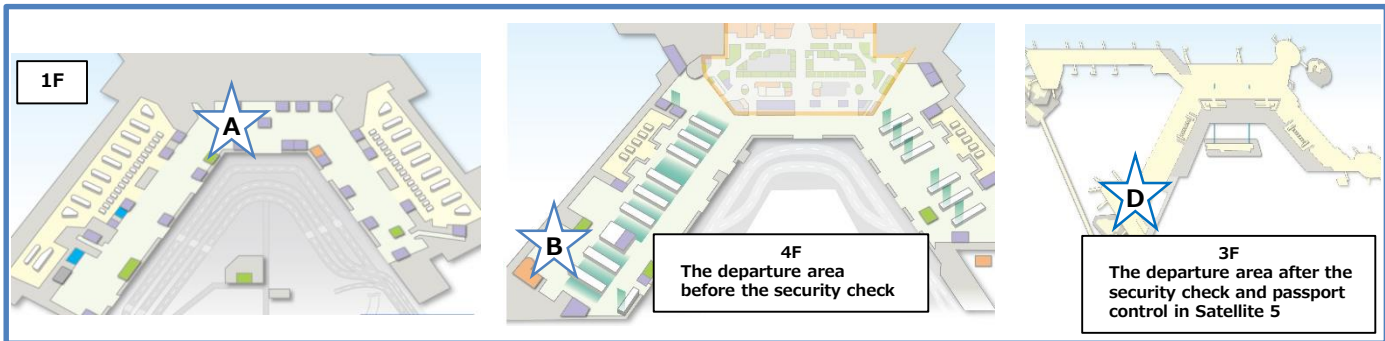 1F
A
B
4F
The departure area
before the security check
D
3F
The departure area after the
security check and passport
control in Satellite 5